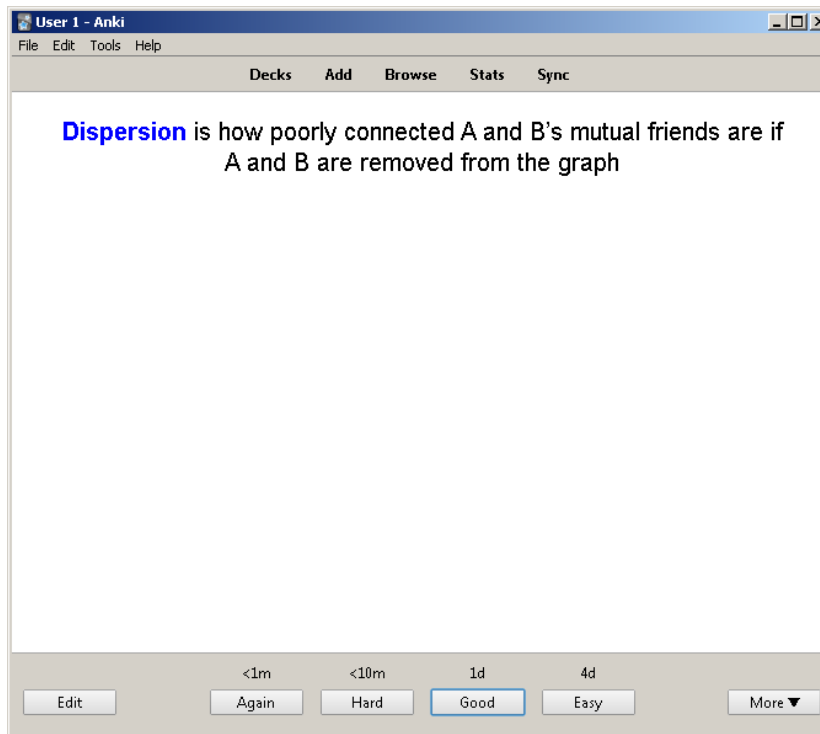 User 1 - Anki
File Edit Tools Help
Decks Add Browse Stats Sync
Dispersion is how poorly connected A and B's mutual friends are if
A and B are removed from the graph
<1m <10m 1d 4d
Edit Again Hard Good Easy More ▼